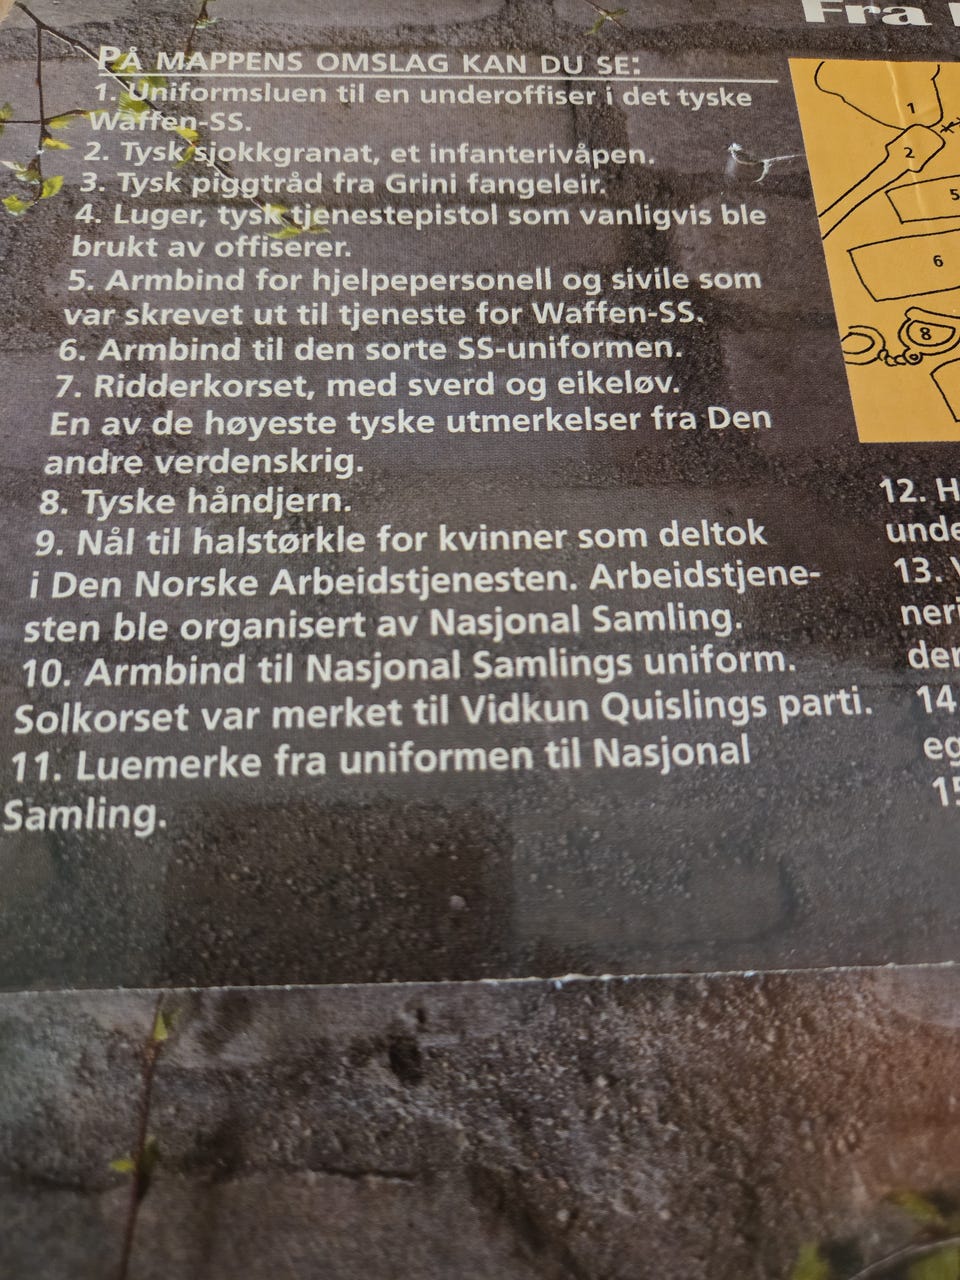 Fra
PÅ MAPPENS OMSLAG KAN DU SE:
1. Uniformsluen til en underoffiser i det tyske
Waffen-SS.
2. Tysk sjokkgranat, et infanterivåpen.
3. Tysk piggtråd fra Grini fangeleir.
4. Luger, tysk tjenestepistol som vanligvis ble
brukt av offiserer.
5. Armbind for hjelpepersonell og sivile som
var skrevet ut til tjeneste for Waffen-SS.
6. Armbind til den sorte SS-uniformen.
7. Ridderkorset, med sverd og eikeløv.
En av de høyeste tyske utmerkelser fra Den
andre verdenskrig.
8. Tyske håndjern.
9. Nål til halstørkle for kvinner som deltok
i Den Norske Arbeidstjenesten. Arbeidstjene-
sten ble organisert av Nasjonal Samling.
10. Armbind til Nasjonal Samlings uniform.
Solkorset var merket til Vidkun Quislings parti.
11. Luemerke fra uniformen til Nasjonal
Samling.
1
2
5
6
8
12. H
unde
13.
neri
der
14
eg
15